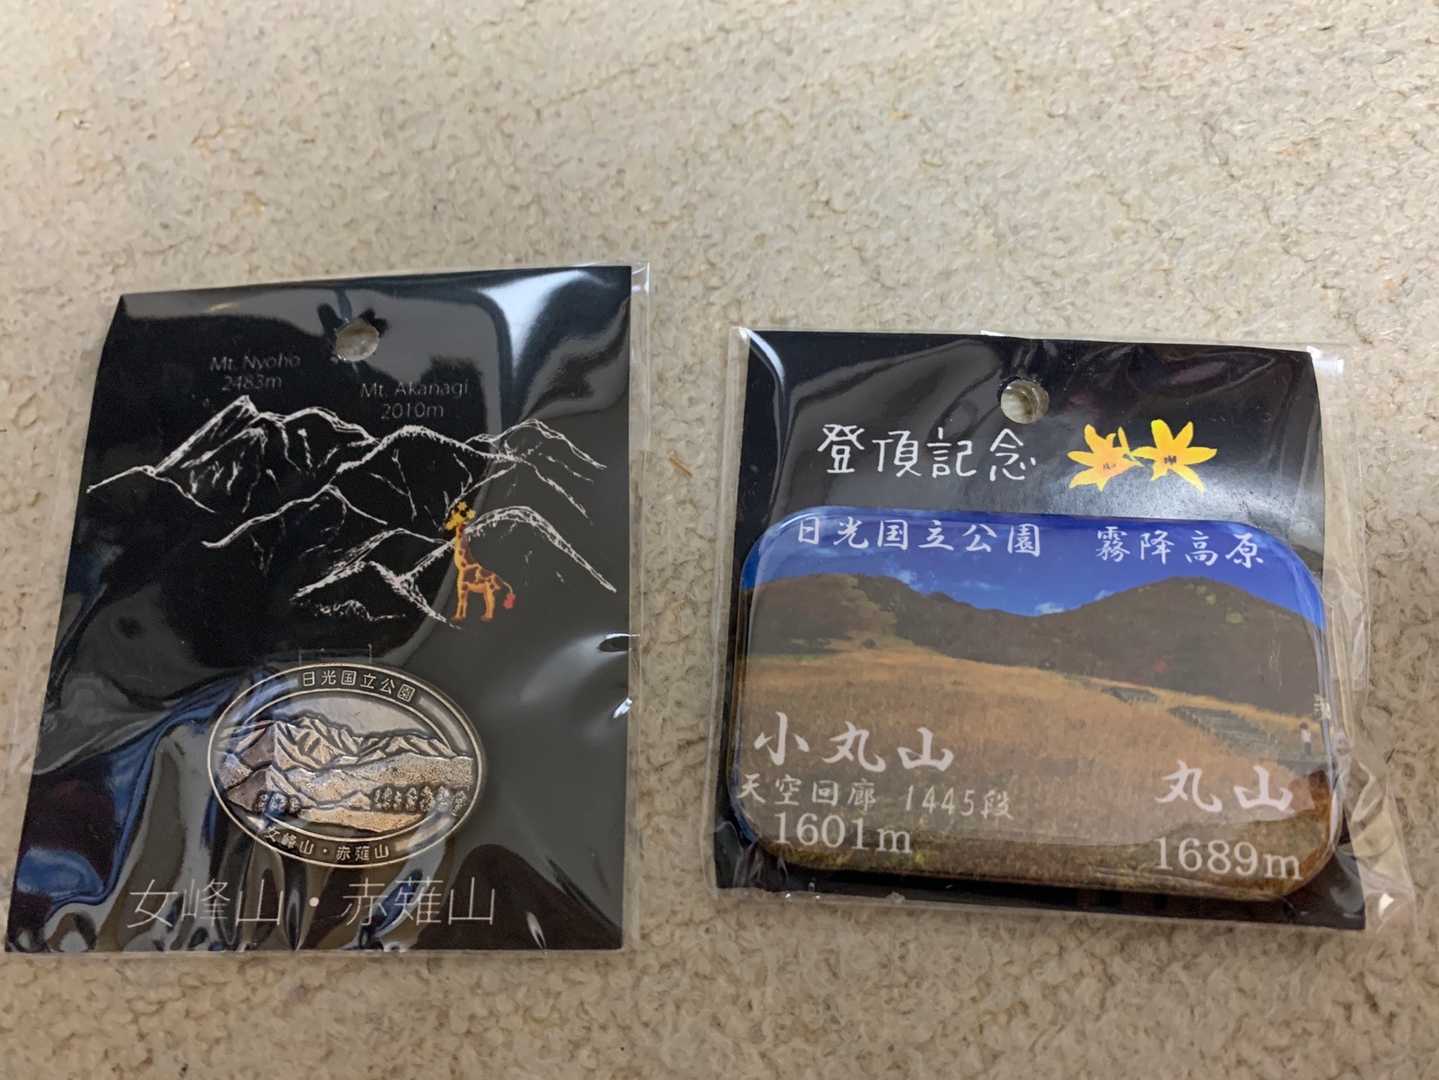 Mt. Nyoho
2483m
Mt. Akanagi
2010m
日光国立公園
女峰山・赤薙山
女峰山・赤薙山
登頂記念
日光国立公園 霧降高原
小丸山
天空回廊 1445段
1601m
丸山
1689m